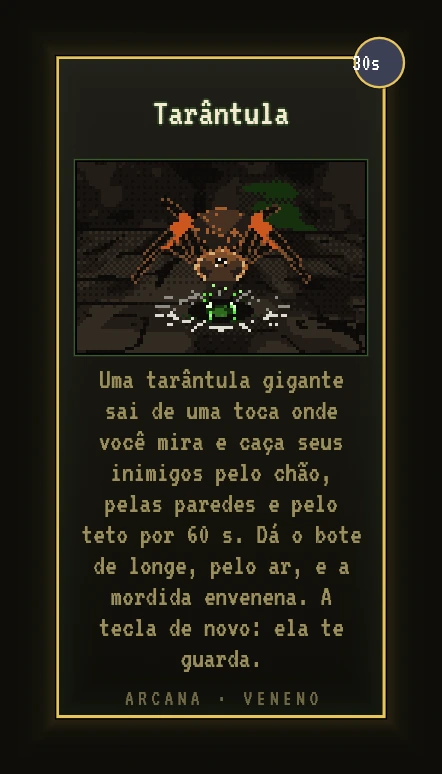 80s
Tarântula
Uma tarântula gigante
sai de uma toca onde
você mira e caça seus
inimigos pelo chão,
pelas paredes e pelo
teto por 60 s. Dá o bote
de longe, pelo ar, e a
mordida envenena. A
tecla de novo: ela te
guarda.
ARCANA · VENENO